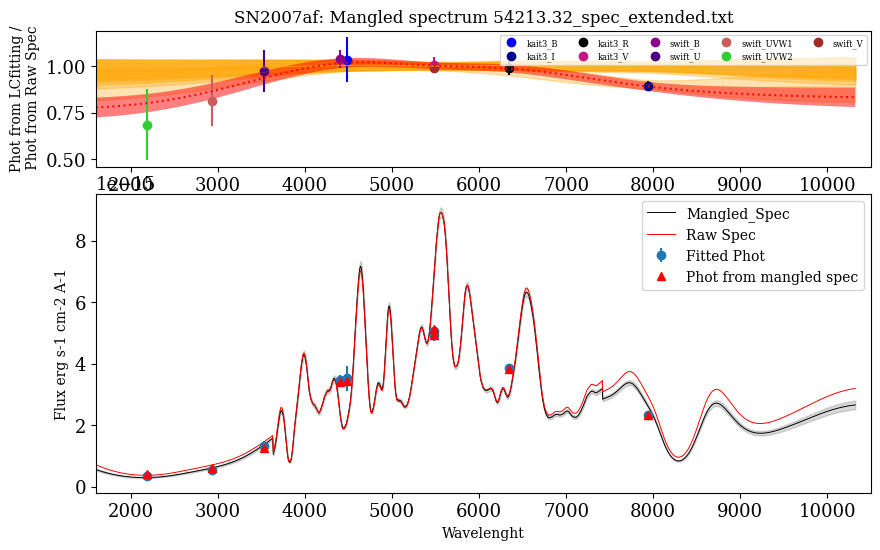 SN2007af: Mangled spectrum 54213.32_spec_extended.txt
Phot from LCfitting /
Phot from Raw Spec
1.00
0.75
0.50
kait3_B
kait3_R
swift_B
swift_UVW1
swift_V
kait3_I
kait3_V
swift_U
swift_UVW2
2000
3000
4000
5000
6000
7000
8000
9000
10000
Mangled_Spec
Raw Spec
Fitted Phot
Phot from mangled spec
Flux erg s-1 cm-2 A-1
8
6
4
2
0
2000
3000
4000
5000
6000
7000
8000
9000
10000
Wavelenght